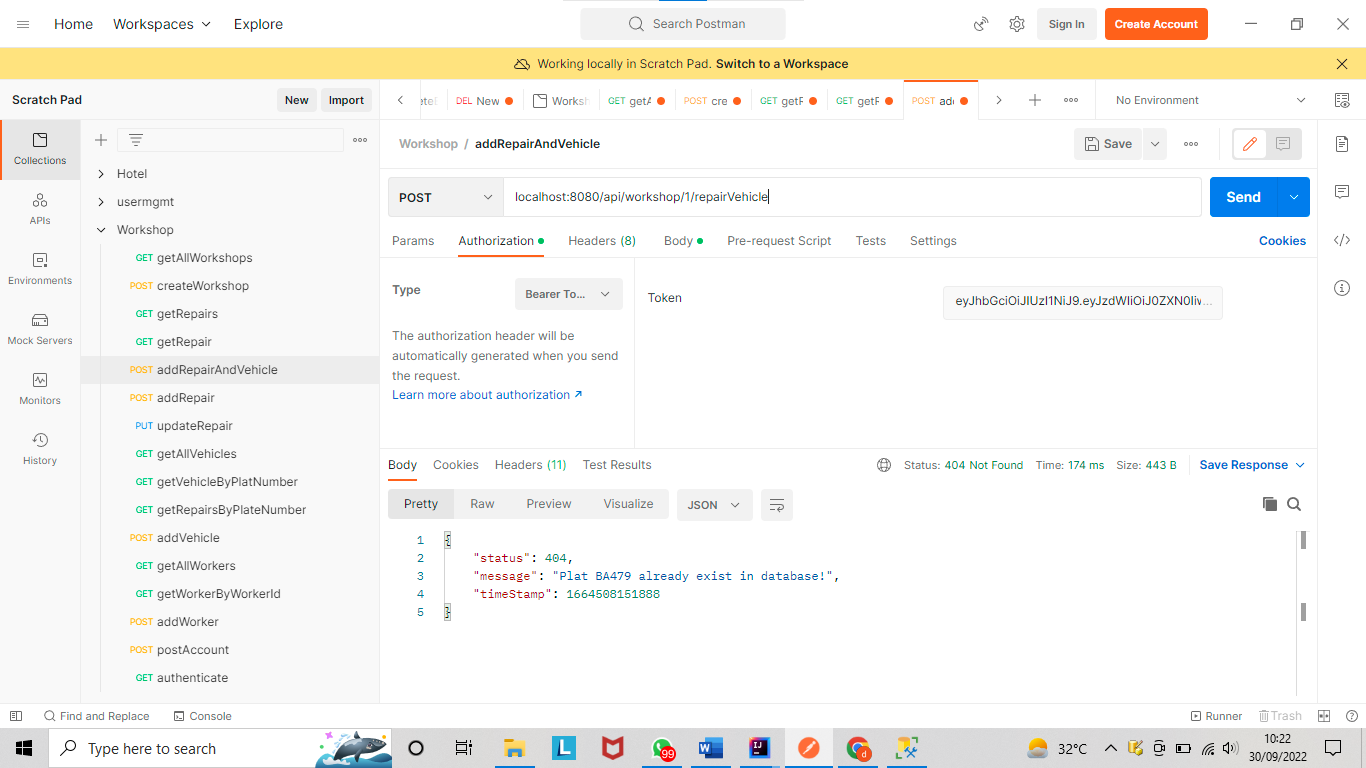 Home Workspaces Explore Search Postman Sign In Create Account
Working locally in Scratch Pad. Switch to a Workspace
Scratch Pad New Import
DEL New Worksh GET getA POST cre GET getF GET getF POST add No Environment
Collections
APIs
Environments
Mock Servers
Monitors
History
Hotel
usermgmt
Workshop
GET getAllWorkshops
POST createWorkshop
GET getRepairs
GET getRepair
POST addRepairAndVehicle
POST addRepair
PUT updateRepair
GET getAllVehicles
GET getVehicleByPlatNumber
GET getRepairsByPlateNumber
POST addVehicle
GET getAllWorkers
GET getWorkerByWorkerId
POST addWorker
POST postAccount
GET authenticate
Workshop / addRepairAndVehicle Save
POST localhost:8080/api/workshop/1/repairVehicle Send
Params Authorization Headers (8) Body Pre-request Script Tests Settings Cookies
Type Bearer To... Token
The authorization header will be
automatically generated when you send
the request.
Learn more about authorization ↗
Body Cookies Headers (11) Test Results Status: 404 Not Found Time: 174 ms Size: 443 B Save Response
Pretty Raw Preview Visualize JSON
1 {
2 "status": 404,
3 "message": "Plat BA479 already exist in database!",
4 "timeStamp": 1664508151888
5 }
Find and Replace Console Runner Trash
Type here to search 99 32°C 10:22
30/09/2022